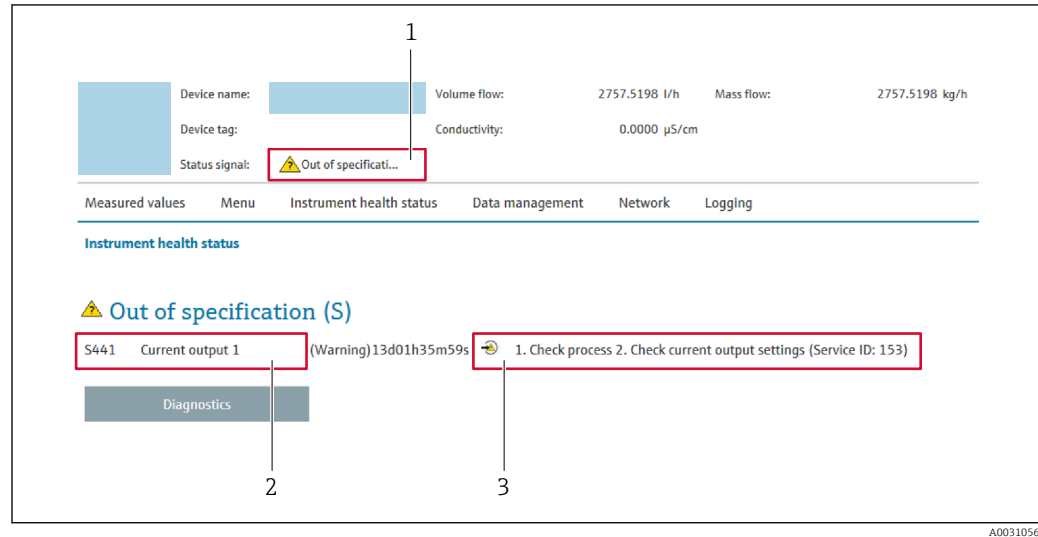 1
Device name: Volume flow: 2757.5198 l/h Mass flow: 2757.5198 kg/h
Device tag: Conductivity: 0.0000 µS/cm
Status signal: Out of specificati...
Measured values Menu Instrument health status Data management Network Logging
Instrument health status
Out of specification (S)
S441 Current output 1 (Warning)13d01h35m59s 1. Check process 2. Check current output settings (Service ID: 153)
Diagnostics
2 3
A0031056